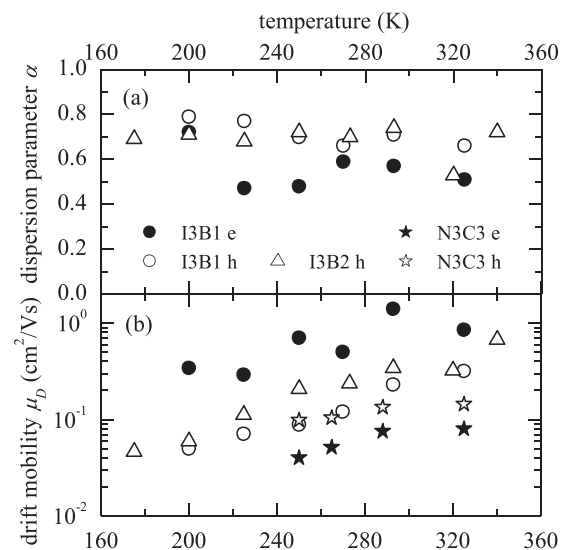 temperature (K)
160 200 240 280 320 360
dispersion parameter α
1.0
0.8
0.6
0.4
0.2
0.0
(a)
I3B1 e N3C3 e
I3B1 h I3B2 h N3C3 h
drift mobility μ_D (cm²/Vs)
10⁰
10⁻¹
10⁻²
(b)
160 200 240 280 320 360